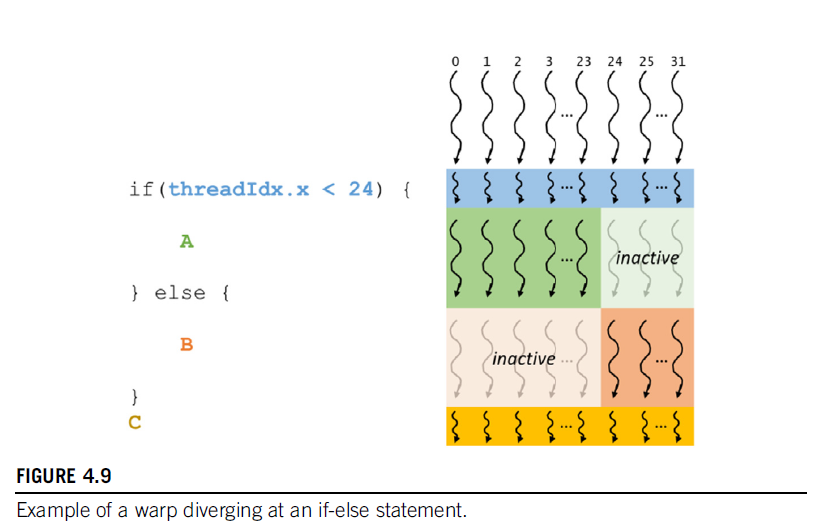 0 1 2 3 23 24 25 31
...
...
if(threadIdx.x < 24) {
... ...
A
... inactive
} else {
B
inactive ... ...
}
C
... ...
FIGURE 4.9
Example of a warp diverging at an if-else statement.